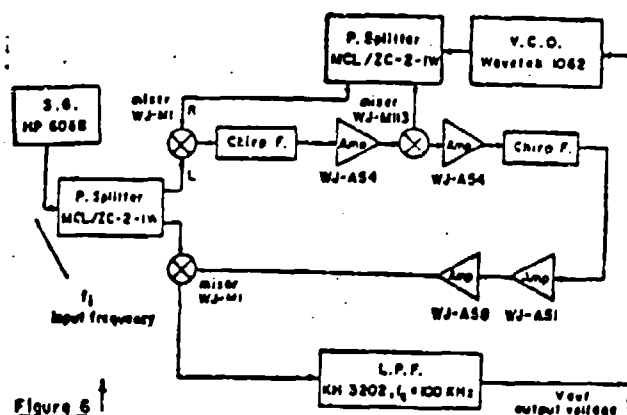 P. Splitter
MCL/ZC-2-1W
V.C.O.
Wavetek 1062
S.G.
HP 606B
mixer
WJ-M1
R
mixer
WJ-M113
Chirp F.
Amp
Amp
Chirp F.
L
WJ-A54
WJ-A54
P. Splitter
MCL/ZC-2-1W
mixer
WJ-M1
Amp
Amp
WJ-A58
WJ-A51
f₁
Input frequency
L.P.F.
KH 3202, = 100 KHz
Vout
output voltage
Figure 6